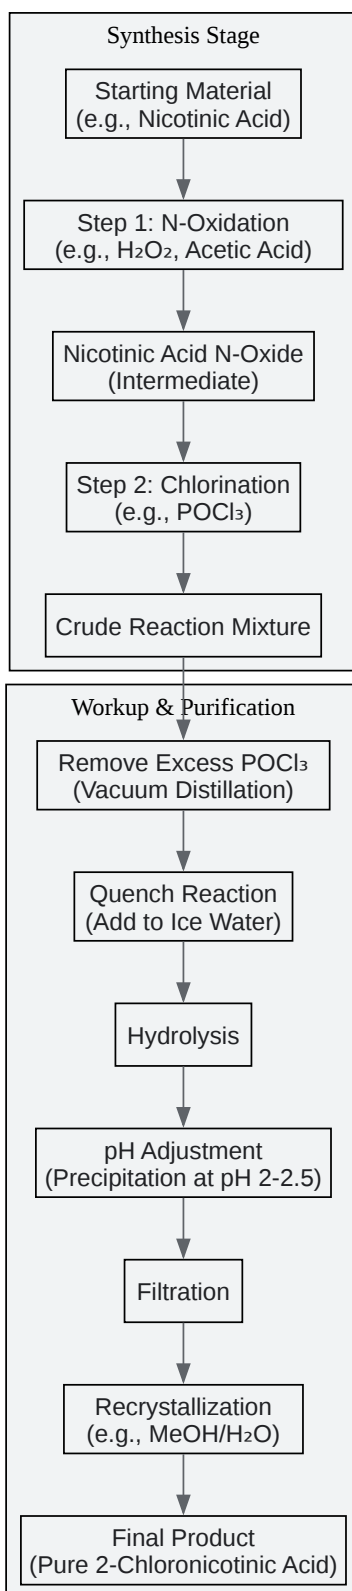 Synthesis Stage
Starting Material
(e.g., Nicotinic Acid)
Step 1: N-Oxidation
(e.g., H₂O₂, Acetic Acid)
Nicotinic Acid N-Oxide
(Intermediate)
Step 2: Chlorination
(e.g., POCl₃)
Crude Reaction Mixture
Workup & Purification
Remove Excess POCl₃
(Vacuum Distillation)
Quench Reaction
(Add to Ice Water)
Hydrolysis
pH Adjustment
(Precipitation at pH 2-2.5)
Filtration
Recrystallization
(e.g., MeOH/H₂O)
Final Product
(Pure 2-Chloronicotinic Acid)